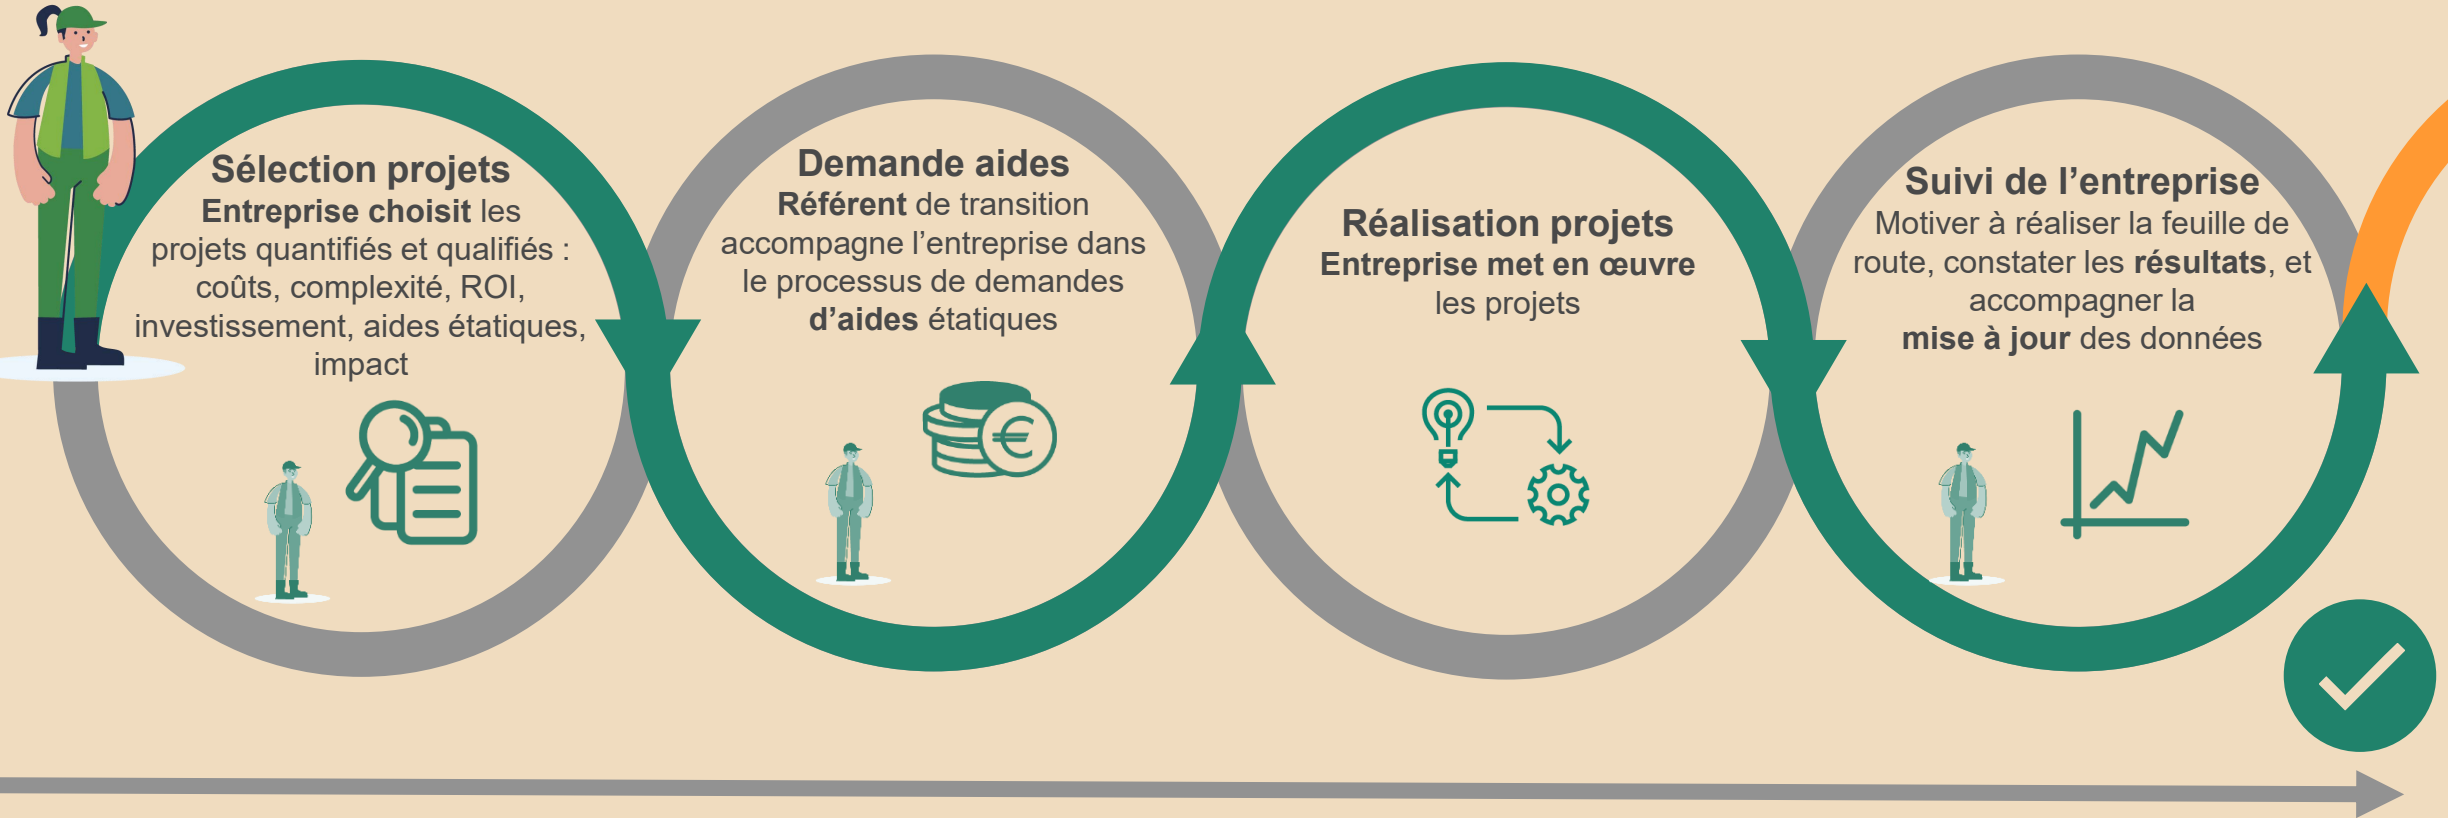 Sélection projets
Entreprise choisit les
projets quantifiés et qualifiés :
coûts, complexité, ROI,
investissement, aides étatiques,
impact
Demande aides
Référent de transition
accompagne l’entreprise dans
le processus de demandes
d’aides étatiques
Réalisation projets
Entreprise met en œuvre
les projets
Suivi de l’entreprise
Motiver à réaliser la feuille de
route, constater les résultats, et
accompagner la
mise à jour des données
€